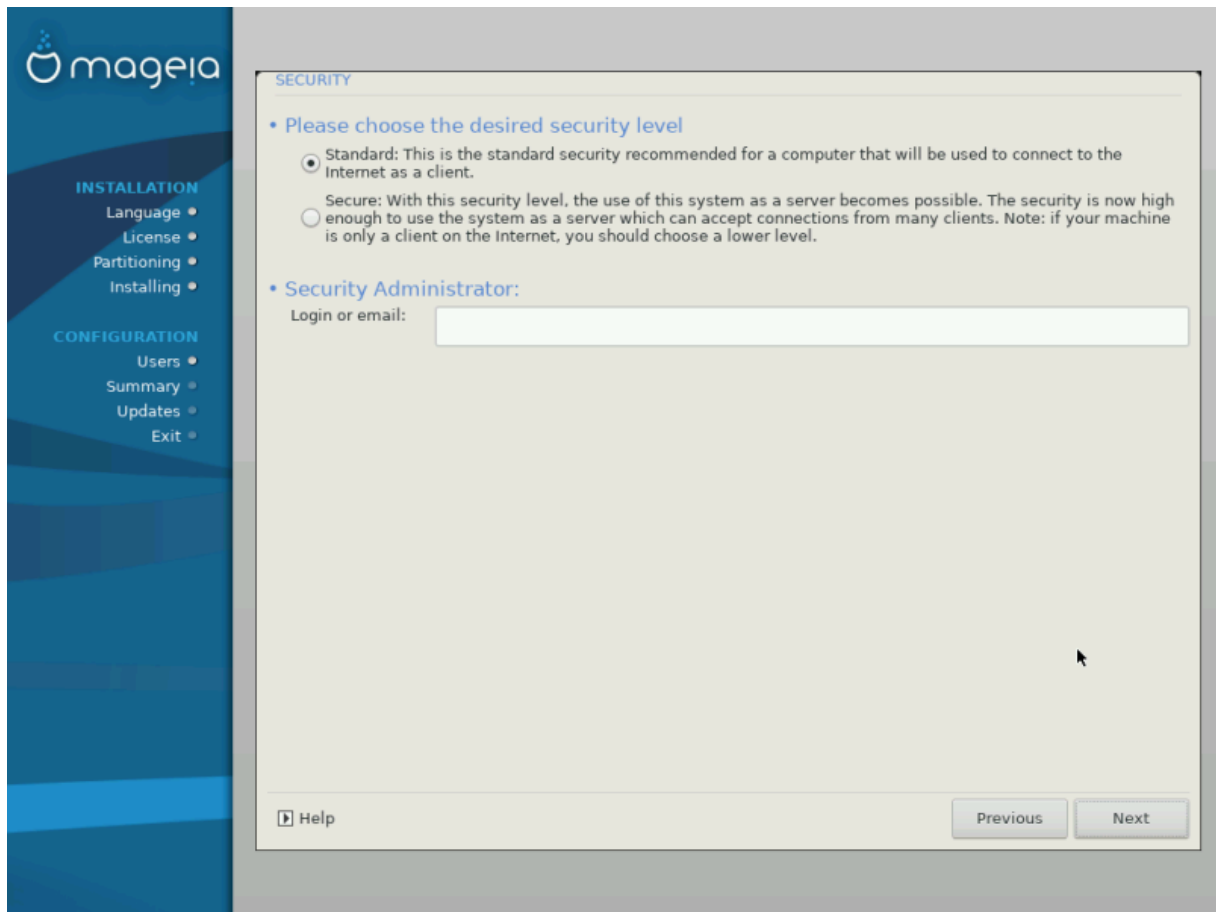 mageia
INSTALLATION
Language
License
Partitioning
Installing
CONFIGURATION
Users
Summary
Updates
Exit
SECURITY
• Please choose the desired security level
Standard: This is the standard security recommended for a computer that will be used to connect to the
Internet as a client.
Secure: With this security level, the use of this system as a server becomes possible. The security is now high
enough to use the system as a server which can accept connections from many clients. Note: if your machine
is only a client on the Internet, you should choose a lower level.
• Security Administrator:
Login or email:
Help
Previous
Next